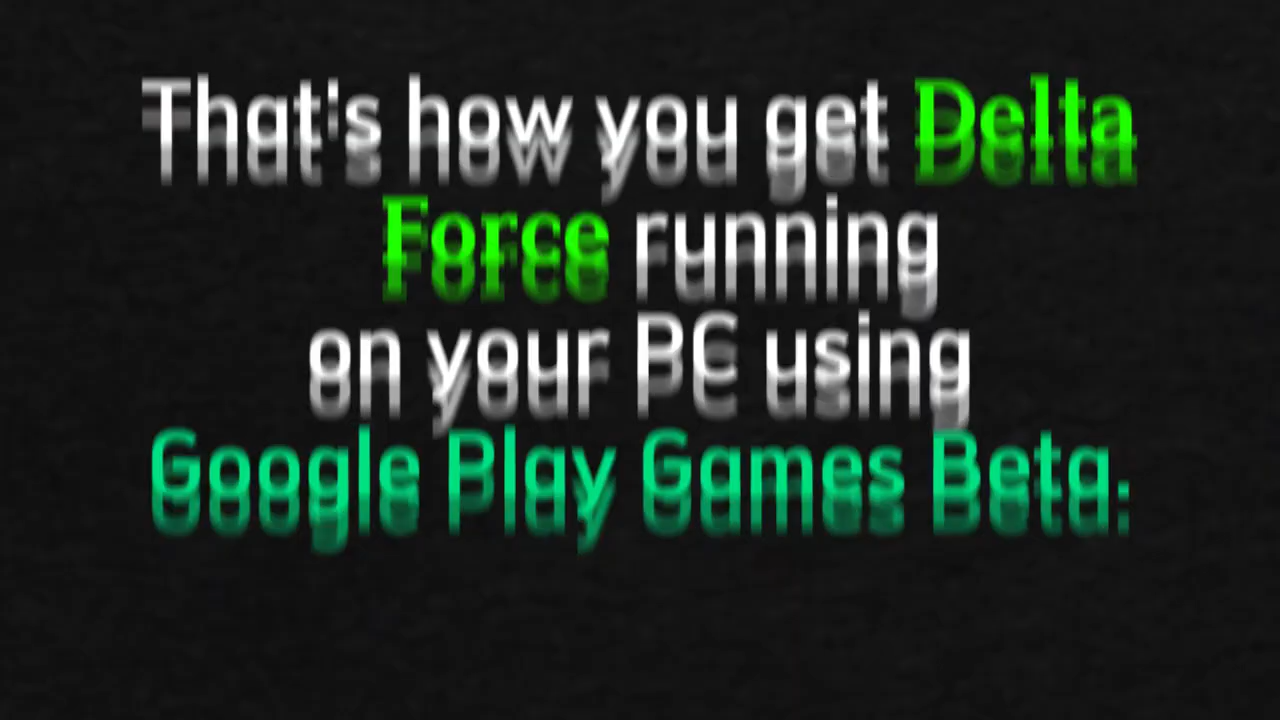 That's how you get Delta
Force running
on your PC using
Google Play Games Beta.